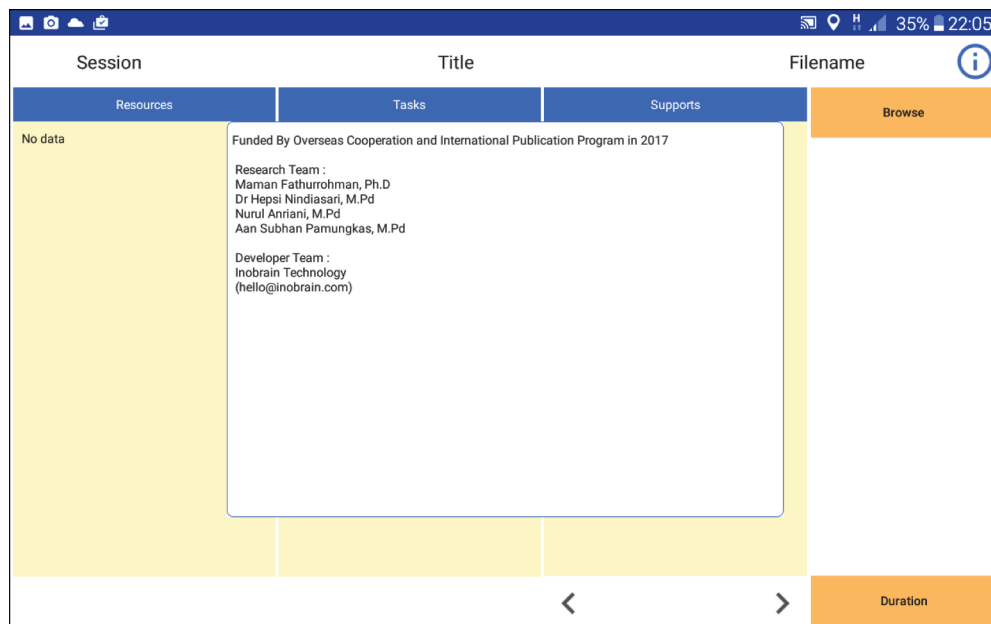 H 35% 22:05
Session Title Filename
Resources Tasks Supports Browse
No data
Funded By Overseas Cooperation and International Publication Program in 2017
Research Team :
Maman Fathurrohman, Ph.D
Dr Hepsi Nindiasari, M.Pd
Nurul Anriani, M.Pd
Aan Subhan Pamungkas, M.Pd
Developer Team :
Inobrain Technology
(hello@inobrain.com)
Duration